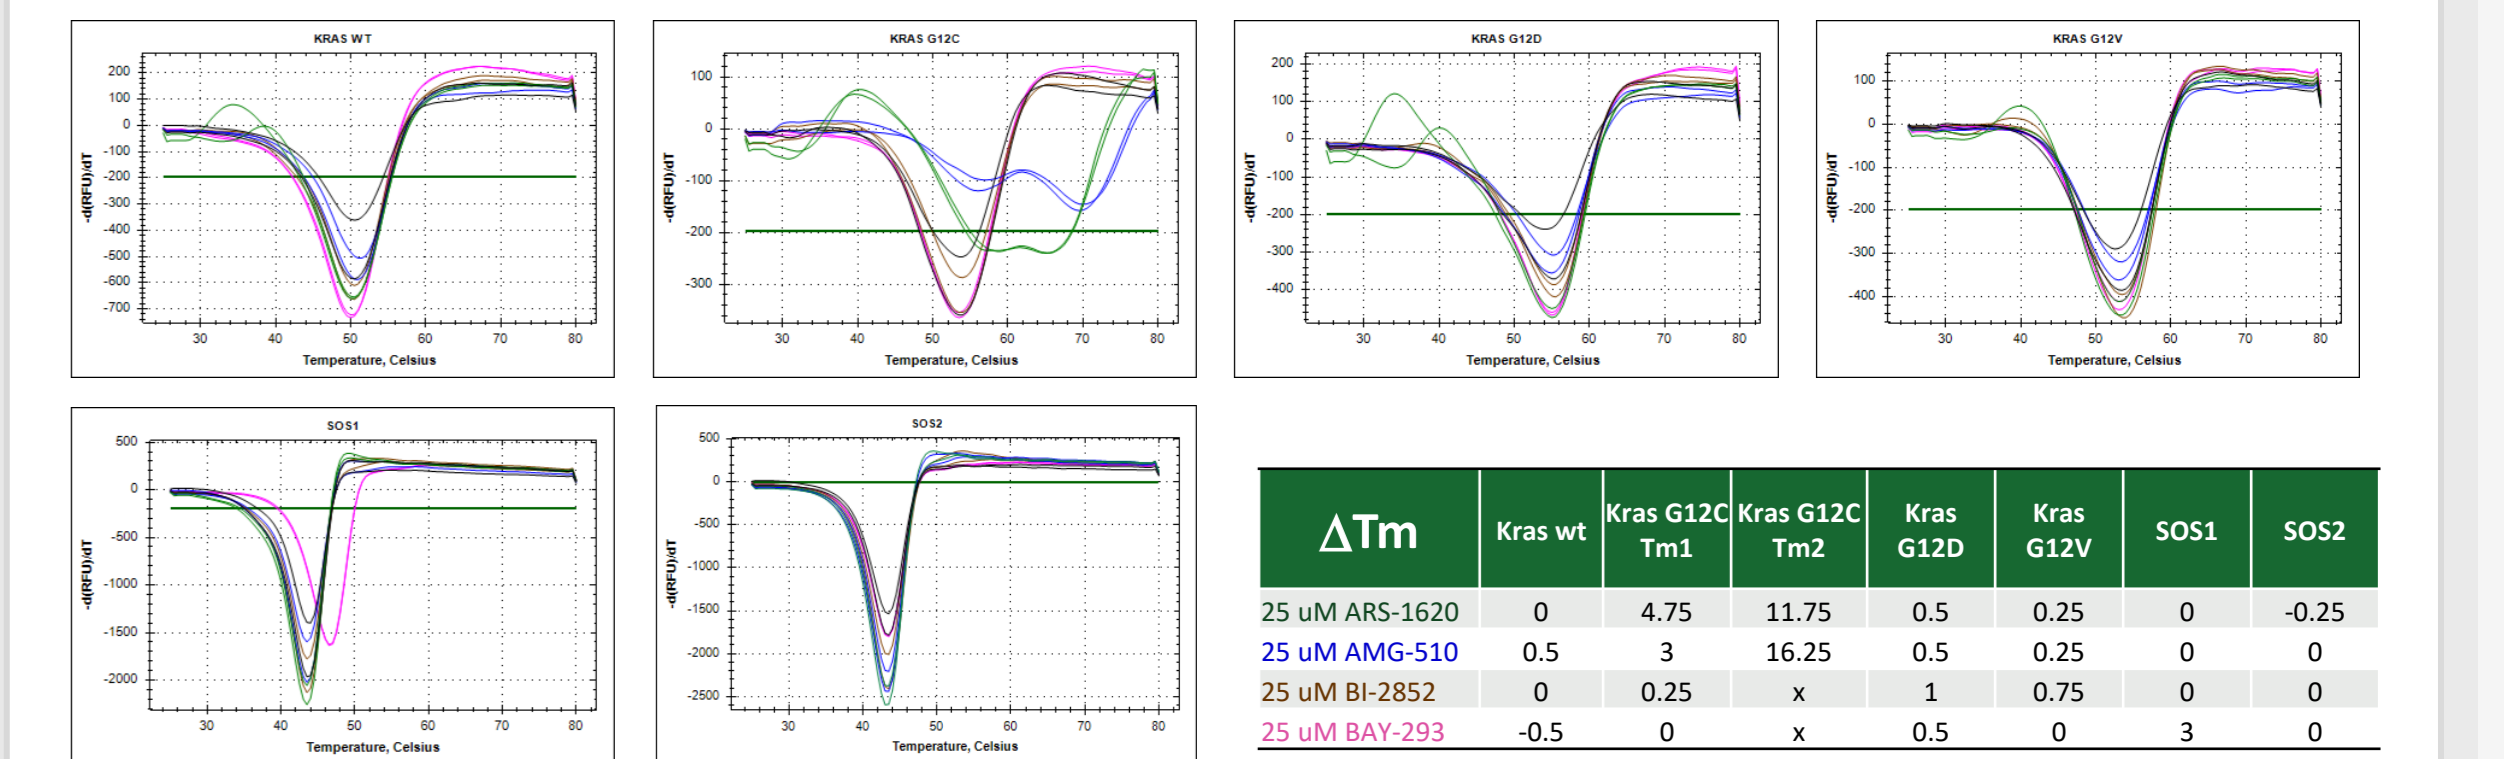 KRAS WT
200
100
0
-100
-200
-300
-400
-500
-600
-700
-d(RFU)/dT
30 40 50 60 70 80
Temperature, Celsius
KRAS G12C
100
0
-100
-200
-300
-d(RFU)/dT
30 40 50 60 70 80
Temperature, Celsius
KRAS G12D
200
100
0
-100
-200
-300
-400
-d(RFU)/dT
30 40 50 60 70 80
Temperature, Celsius
KRAS G12V
100
0
-100
-200
-300
-400
-d(RFU)/dT
30 40 50 60 70 80
Temperature, Celsius
SOS1
500
0
-500
-1000
-1500
-2000
-d(RFU)/dT
30 40 50 60 70 80
Temperature, Celsius
SOS2
500
0
-500
-1000
-1500
-2000
-2500
-d(RFU)/dT
30 40 50 60 70 80
Temperature, Celsius
ΔTm Kras wt Kras G12C Tm1 Kras G12C Tm2 Kras G12D Kras G12V SOS1 SOS2
25 uM ARS-1620 0 4.75 11.75 0.5 0.25 0 -0.25
25 uM AMG-510 0.5 3 16.25 0.5 0.25 0 0
25 uM BI-2852 0 0.25 x 1 0.75 0 0
25 uM BAY-293 -0.5 0 x 0.5 0 3 0